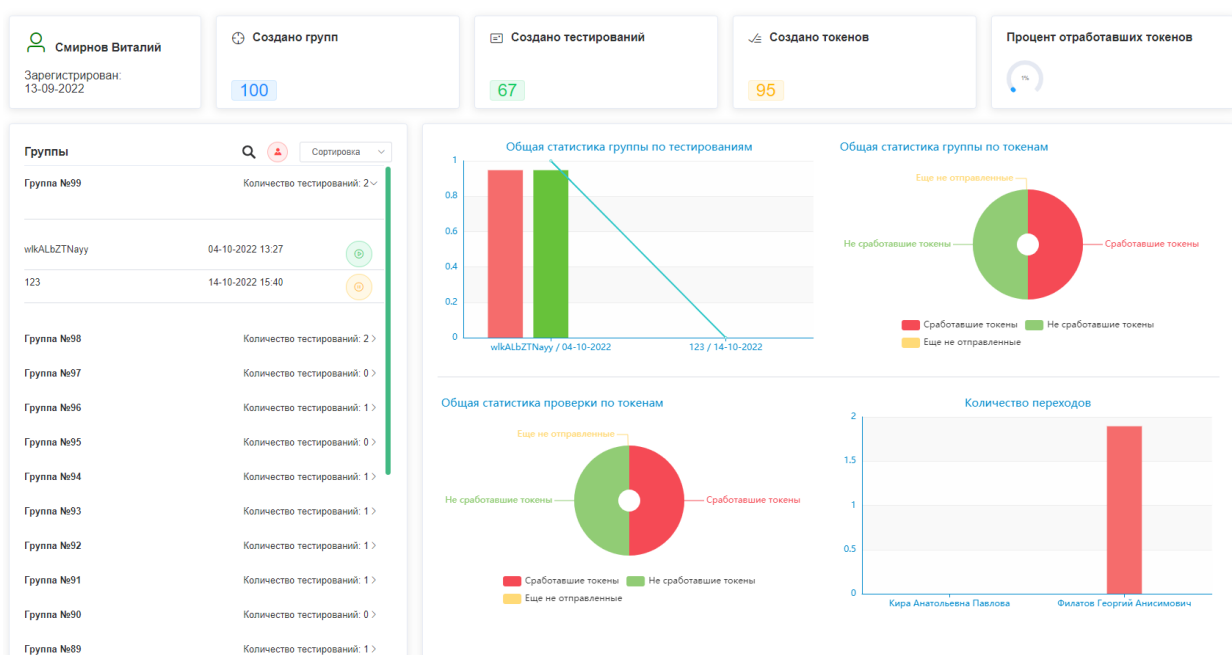 Смирнов Виталий
Зарегистрирован:
13-09-2022
Создано групп
100
Создано тестирований
67
Создано токенов
95
Процент отработавших токенов
1%
Группы
Сортировка
Группа №99 Количество тестирований: 2
wlkALbZTNayy 04-10-2022 13:27
123 14-10-2022 15:40
Группа №98 Количество тестирований: 2
Группа №97 Количество тестирований: 0
Группа №96 Количество тестирований: 1
Группа №95 Количество тестирований: 0
Группа №94 Количество тестирований: 1
Группа №93 Количество тестирований: 1
Группа №92 Количество тестирований: 1
Группа №91 Количество тестирований: 1
Группа №90 Количество тестирований: 0
Группа №89 Количество тестирований: 1
Общая статистика группы по тестированиям
1
0.8
0.6
0.4
0.2
0
wlkALbZTNayy / 04-10-2022 123 / 14-10-2022
Общая статистика группы по токенам
Еще не отправленные
Не сработавшие токены Сработавшие токены
Сработавшие токены Не сработавшие токены
Еще не отправленные
Общая статистика проверки по токенам
Еще не отправленные
Не сработавшие токены Сработавшие токены
Сработавшие токены Не сработавшие токены
Еще не отправленные
Количество переходов
2
1.5
1
0.5
0
Кира Анатольевна Павлова Филатов Георгий Анисимович